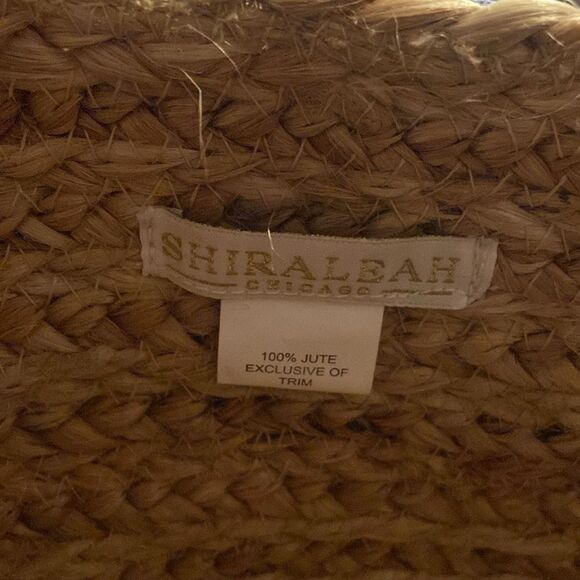 SHIRALEAH
CHICAGO
100% JUTE
EXCLUSIVE OF
TRIM